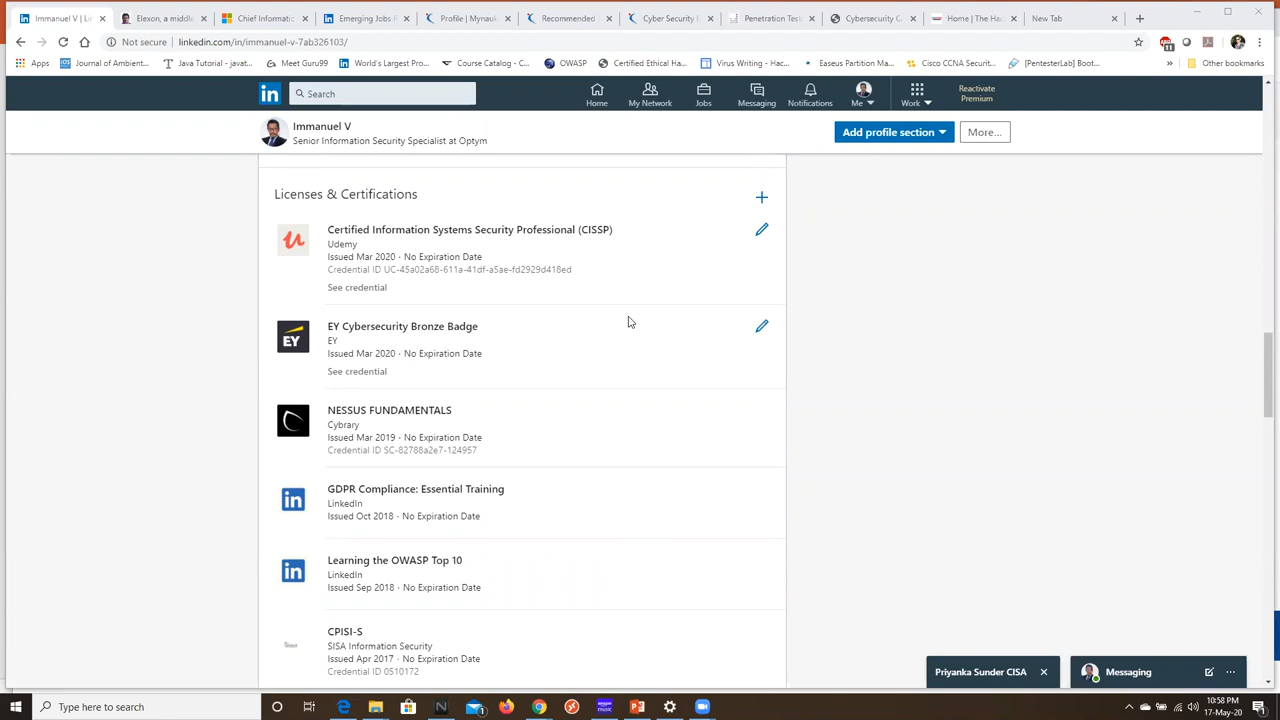 Immanuel V | Li
Elexon, a middle
Chief Informatic
Emerging Jobs R
Profile | Mynauk
Recommended
Cyber Security E
Penetration Test
Cybersecurity C
Home | The Hac
New Tab
Not secure | linkedin.com/in/immanuel-v-7ab326103/
11
Apps
Journal of Ambient...
Java Tutorial - javat...
Meet Guru99
World's Largest Pro...
Course Catalog - C...
OWASP
Certified Ethical Ha...
Virus Writing - Hac...
Easeus Partition Ma...
Cisco CCNA Securit...
[PentesterLab] Boot...
»
Other bookmarks
in
Search
Home
My Network
Jobs
Messaging
Notifications
Me
Work
Reactivate
Premium
Immanuel V
Senior Information Security Specialist at Optym
Add profile section
More...
Licenses & Certifications
Certified Information Systems Security Professional (CISSP)
Udemy
Issued Mar 2020 · No Expiration Date
Credential ID UC-45a02a68-611a-41df-a5ae-fd2929d418ed
See credential
EY
EY Cybersecurity Bronze Badge
EY
Issued Mar 2020 · No Expiration Date
See credential
NESSUS FUNDAMENTALS
Cybrary
Issued Mar 2019 · No Expiration Date
Credential ID SC-82788a2e7-124957
in
GDPR Compliance: Essential Training
LinkedIn
Issued Oct 2018 · No Expiration Date
in
Learning the OWASP Top 10
LinkedIn
Issued Sep 2018 · No Expiration Date
CPISI-S
SISA Information Security
Issued Apr 2017 · No Expiration Date
Credential ID 0510172
Priyanka Sunder CISA
Messaging
Type here to search
10:58 PM
17-May-20